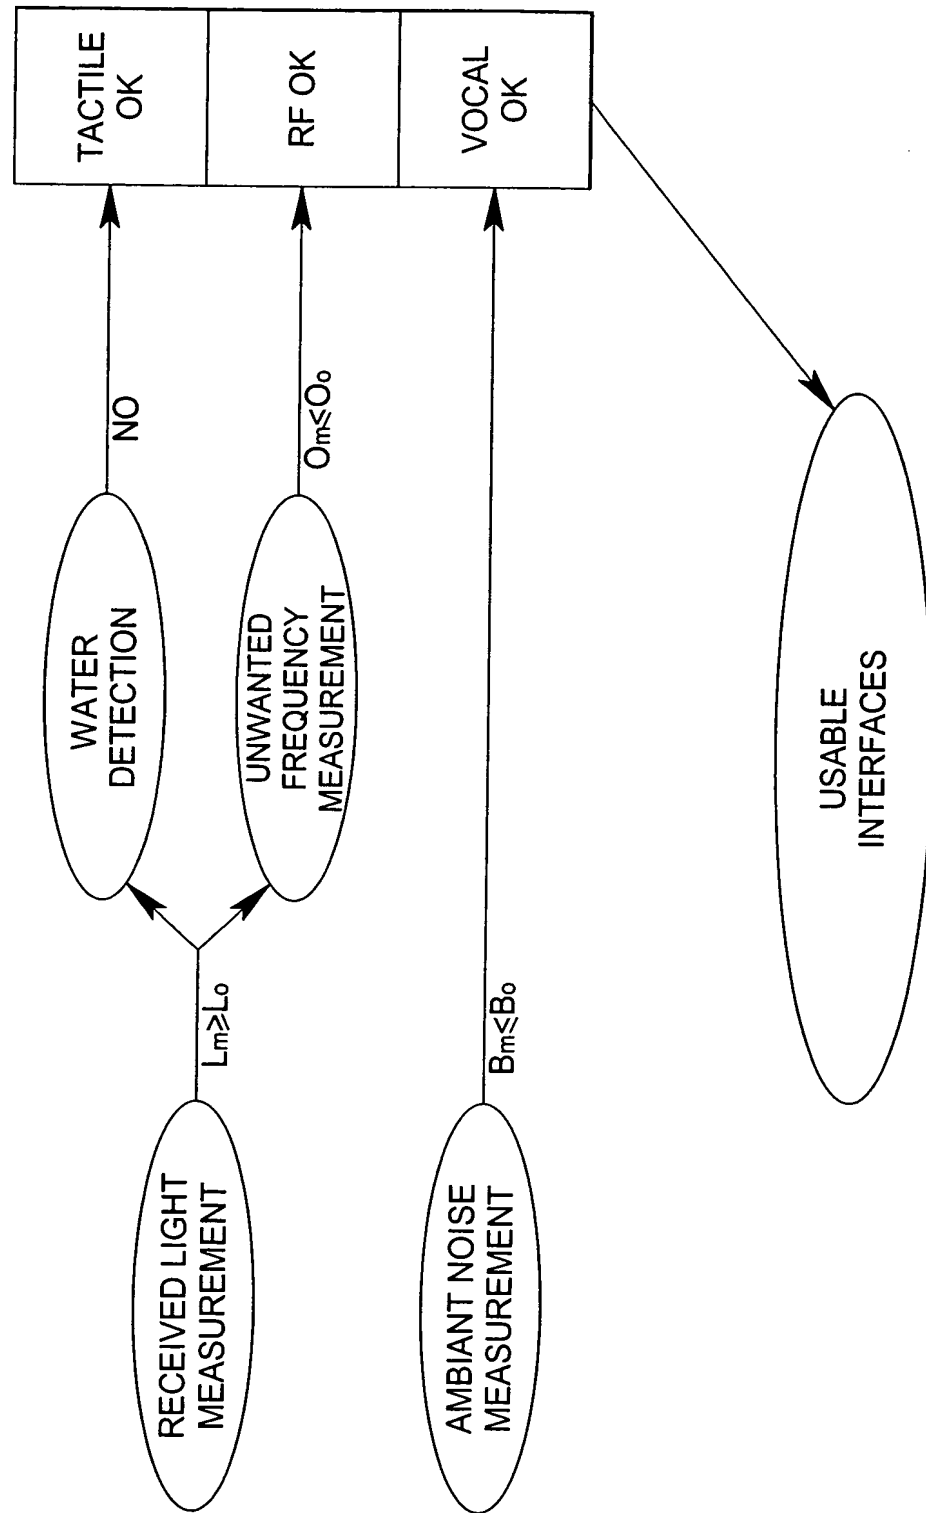 RECEIVED LIGHT
MEASUREMENT
Lm≥Lo
WATER
DETECTION
NO
TACTILE
OK
UNWANTED
FREQUENCY
MEASUREMENT
Om≤Oo
RF OK
AMBIANT NOISE
MEASUREMENT
Bm≤Bo
VOCAL
OK
USABLE
INTERFACES